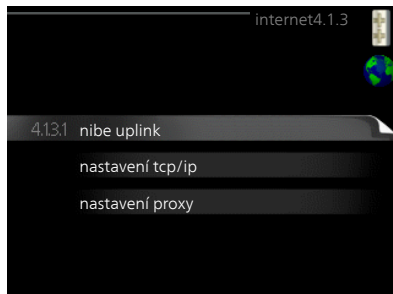 internet4.1.3
4.1.3.1 nibe uplink
nastavení tcp/ip
nastavení proxy